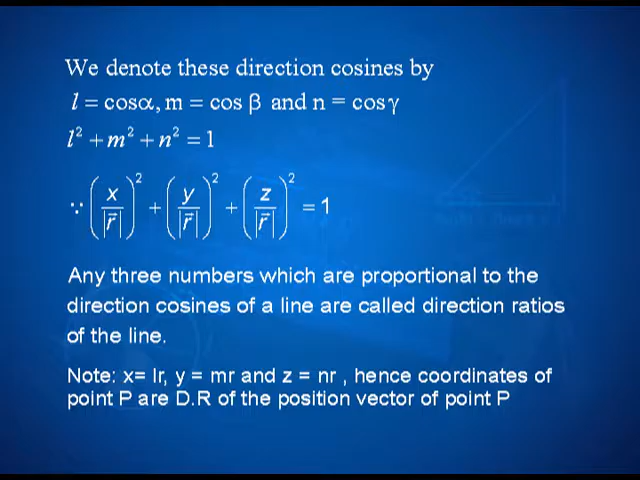 We denote these direction cosines by
l = cosα, m = cos β and n = cosγ
l² + m² + n² = 1
∵ (x/|r⃗|)² + (y/|r⃗|)² + (z/|r⃗|)² = 1
Any three numbers which are proportional to the
direction cosines of a line are called direction ratios
of the line.
Note: x= lr, y = mr and z = nr , hence coordinates of
point P are D.R of the position vector of point P